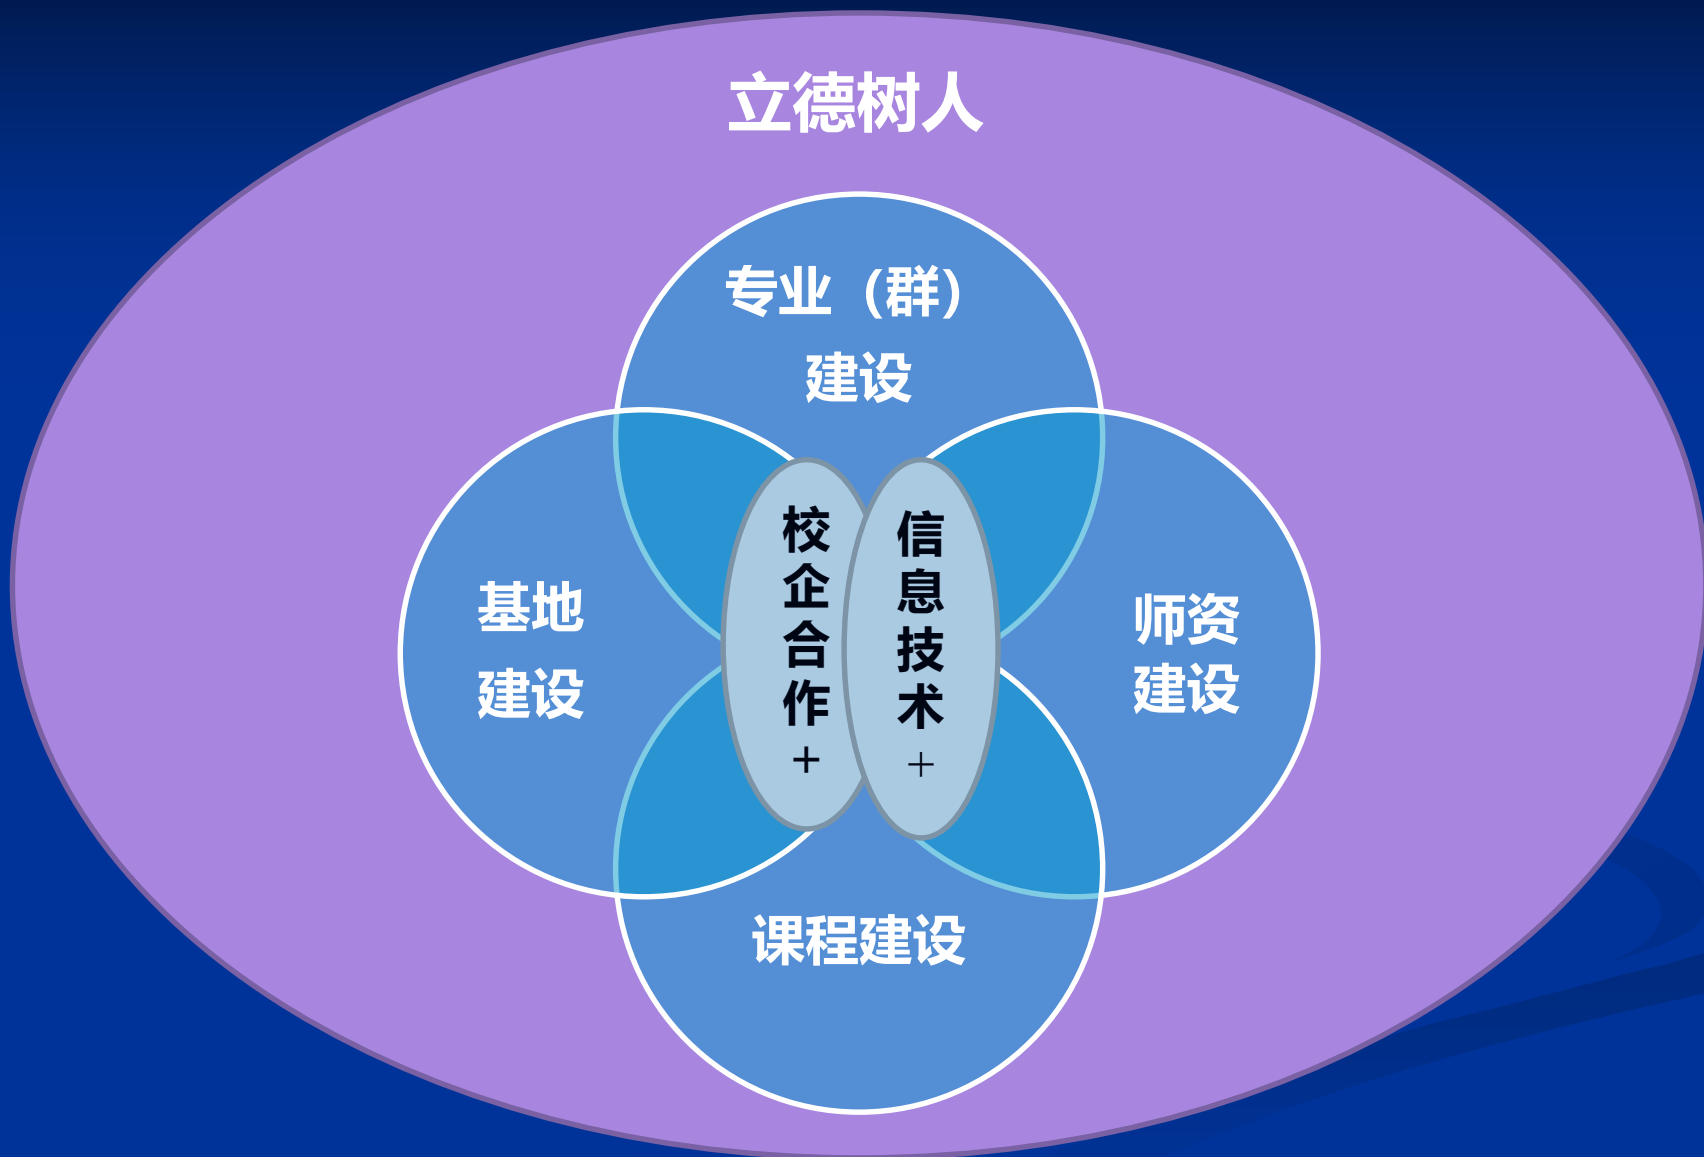 立德树人
专业（群）
建设
校企合作+
信息技术+
基地
建设
师资
建设
课程建设